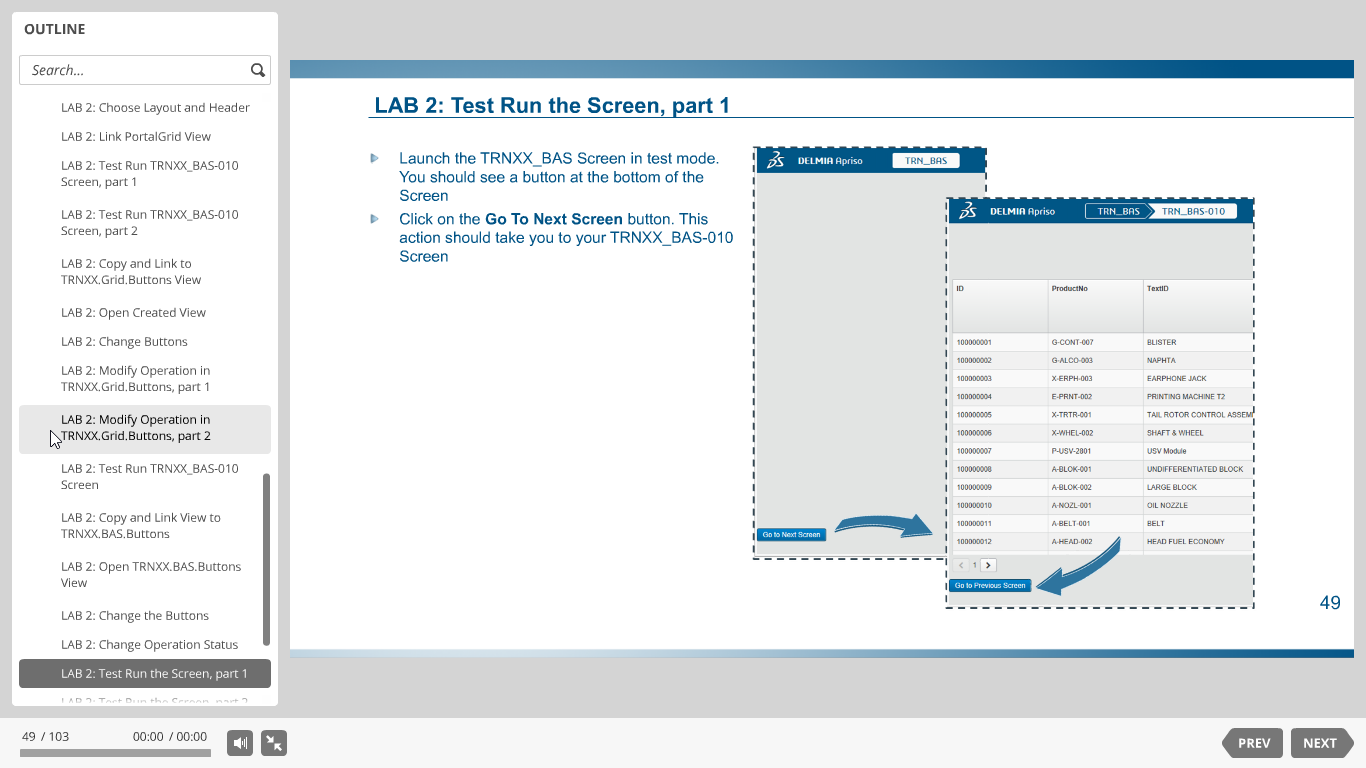 OUTLINE
Search...
LAB 2: Choose Layout and Header
LAB 2: Link PortalGrid View
LAB 2: Test Run TRNXX_BAS-010
Screen, part 1
LAB 2: Test Run TRNXX_BAS-010
Screen, part 2
LAB 2: Copy and Link to
TRNXX.Grid.Buttons View
LAB 2: Open Created View
LAB 2: Change Buttons
LAB 2: Modify Operation in
TRNXX.Grid.Buttons, part 1
LAB 2: Modify Operation in
TRNXX.Grid.Buttons, part 2
LAB 2: Test Run TRNXX_BAS-010
Screen
LAB 2: Copy and Link View to
TRNXX.BAS.Buttons
LAB 2: Open TRNXX.BAS.Buttons
View
LAB 2: Change the Buttons
LAB 2: Change Operation Status
LAB 2: Test Run the Screen, part 1
LAB 2: Test Run the Screen, part 2
LAB 2: Test Run the Screen, part 1
Launch the TRNXX_BAS Screen in test mode.
You should see a button at the bottom of the
Screen
Click on the Go To Next Screen button. This
action should take you to your TRNXX_BAS-010
Screen
DELMIA Apriso TRN_BAS
Go to Next Screen
DELMIA Apriso TRN_BAS TRN_BAS-010
ID ProductNo TextID
100000001 G-CONT-007 BLISTER
100000002 G-ALCO-003 NAPHTA
100000003 X-ERPH-003 EARPHONE JACK
100000004 E-PRNT-002 PRINTING MACHINE T2
100000005 X-TRTR-001 TAIL ROTOR CONTROL ASSEM
100000006 X-WHEL-002 SHAFT & WHEEL
100000007 P-USV-2801 USV Module
100000008 A-BLOK-001 UNDIFFERENTIATED BLOCK
100000009 A-BLOK-002 LARGE BLOCK
100000010 A-NOZL-001 OIL NOZZLE
100000011 A-BELT-001 BELT
100000012 A-HEAD-002 HEAD FUEL ECONOMY
1
Go to Previous Screen
49
49 / 103 00:00 / 00:00
PREV NEXT